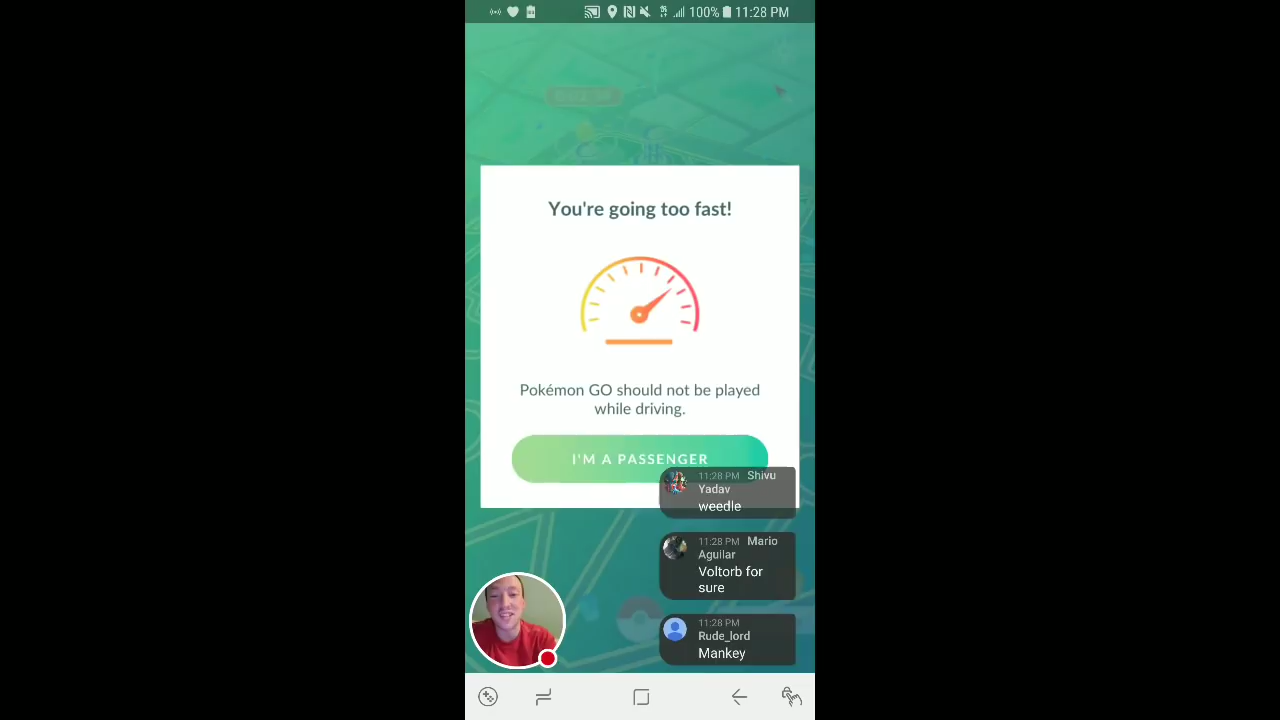 100% 11:28 PM
You're going too fast!
Pokémon GO should not be played
while driving.
I'M A PASSENGER
11:28 PM Shivu
Yadav
weedle
11:28 PM Mario
Aguilar
Voltorb for
sure
11:28 PM
Rude_lord
Mankey